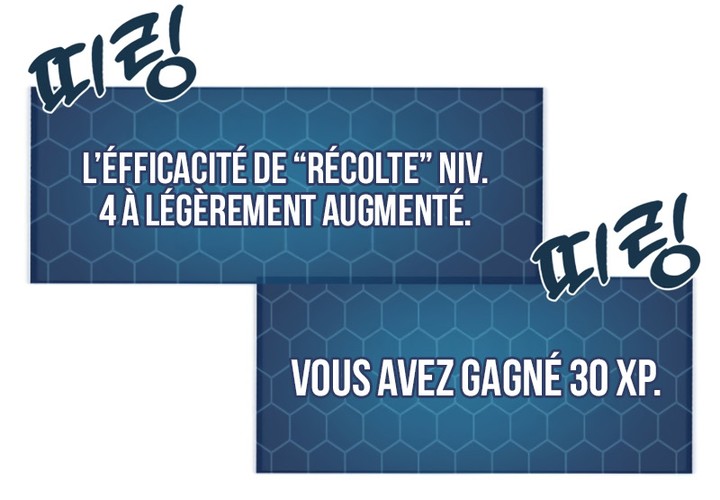 띠링
L'ÉFFICACITÉ DE “RÉCOLTE” NIV.
4 À LÉGÈREMENT AUGMENTÉ.
띠링
VOUS AVEZ GAGNÉ 30 XP.